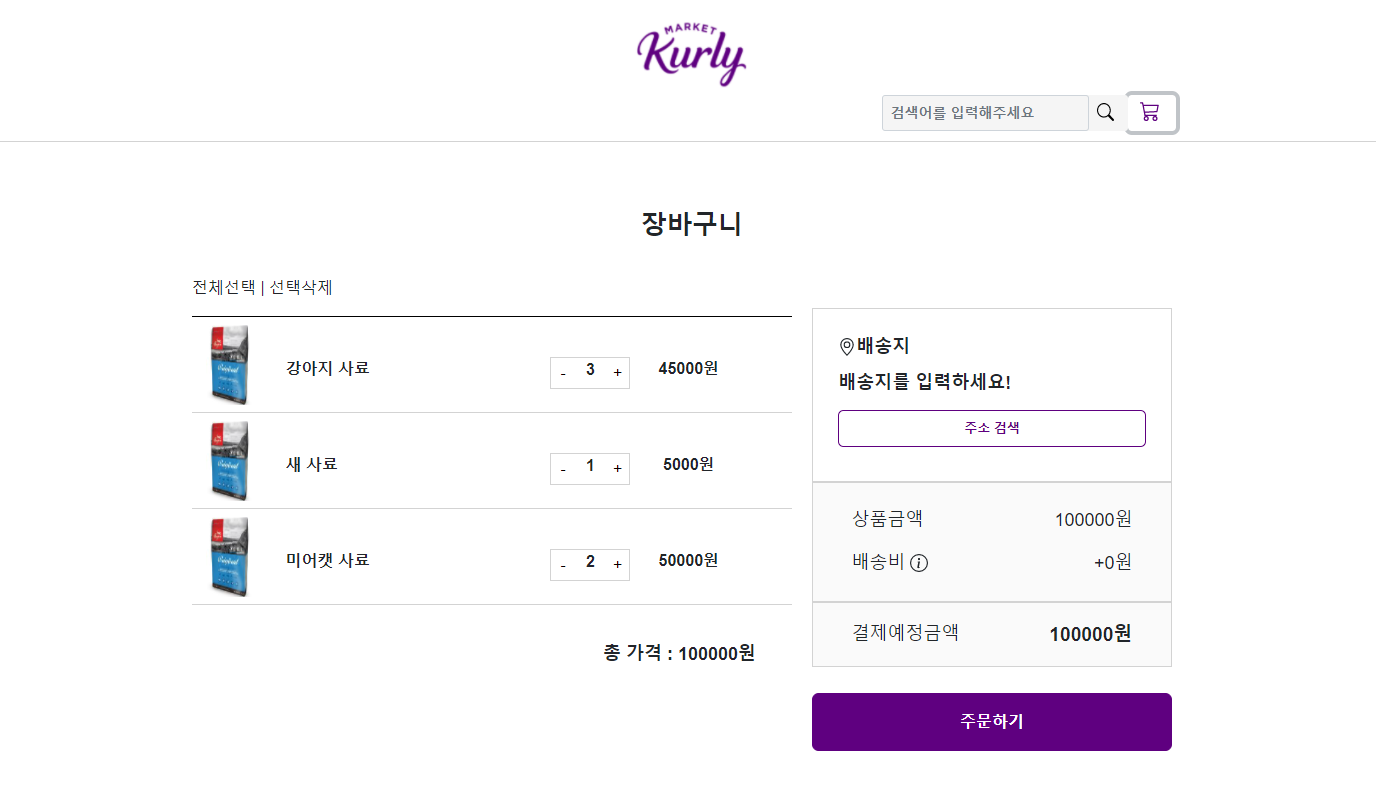 MARKET
Kurly
검색어를 입력해주세요
장바구니
전체선택 | 선택삭제
강아지 사료 - 3 + 45000원
새 사료 - 1 + 5000원
미어캣 사료 - 2 + 50000원
총 가격 : 100000원
배송지
배송지를 입력하세요!
주소 검색
상품금액 100000원
배송비 +0원
결제예정금액 100000원
주문하기